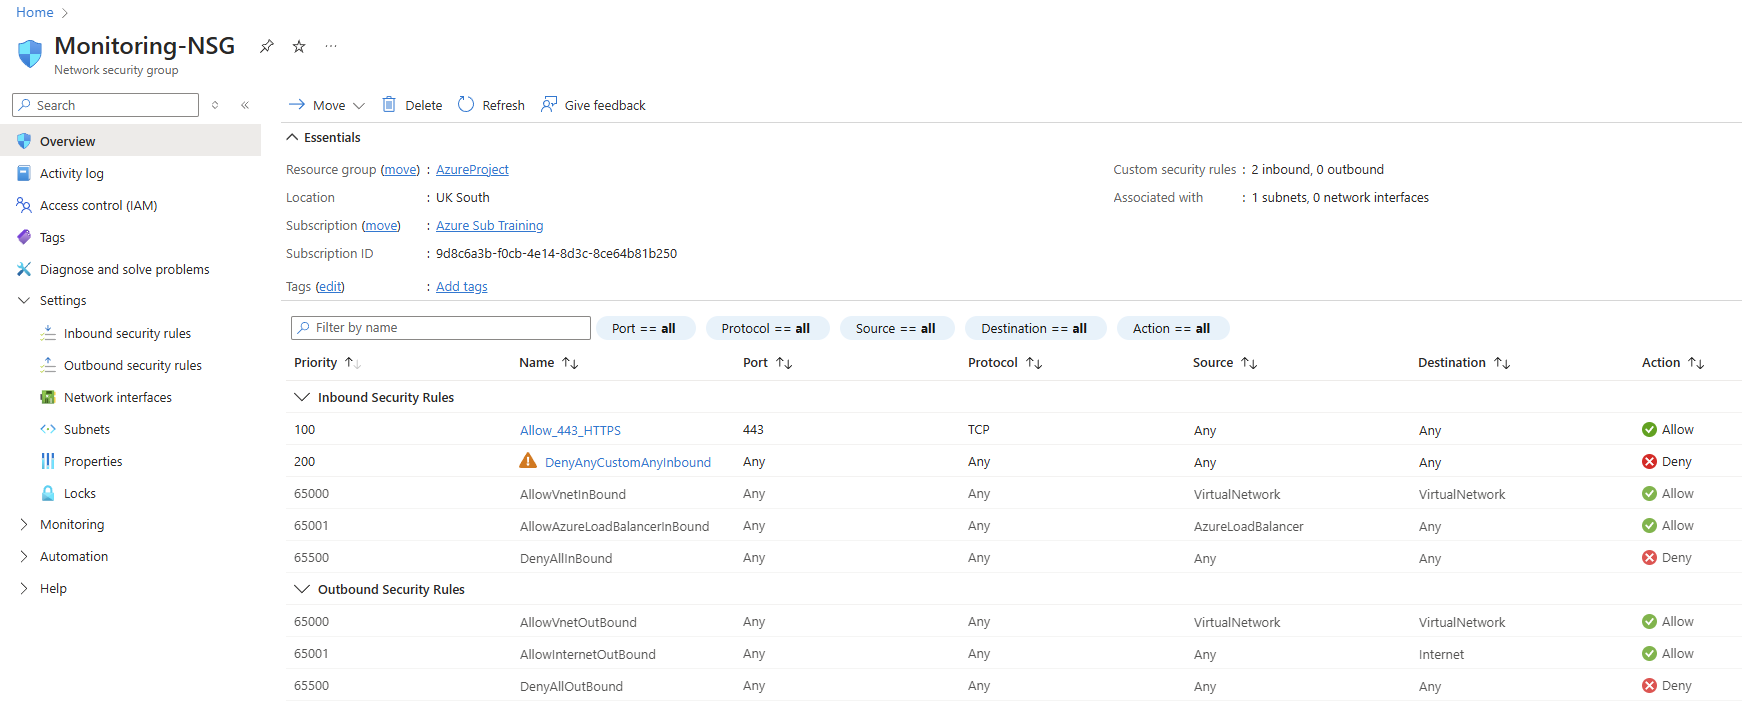 Home
Monitoring-NSG
Network security group
Search
Move Delete Refresh Give feedback
Overview
Activity log
Access control (IAM)
Tags
Diagnose and solve problems
Settings
Inbound security rules
Outbound security rules
Network interfaces
Subnets
Properties
Locks
Monitoring
Automation
Help
Essentials
Resource group (move) : AzureProject
Location : UK South
Subscription (move) : Azure Sub Training
Subscription ID : 9d8c6a3b-f0cb-4e14-8d3c-8ce64b81b250
Tags (edit) : Add tags
Custom security rules : 2 inbound, 0 outbound
Associated with : 1 subnets, 0 network interfaces
Filter by name Port == all Protocol == all Source == all Destination == all Action == all
Priority Name Port Protocol Source Destination Action
Inbound Security Rules
100 Allow_443_HTTPS 443 TCP Any Any Allow
200 DenyAnyCustomAnyInbound Any Any Any Any Deny
65000 AllowVnetInBound Any Any VirtualNetwork VirtualNetwork Allow
65001 AllowAzureLoadBalancerInBound Any Any AzureLoadBalancer Any Allow
65500 DenyAllInBound Any Any Any Any Deny
Outbound Security Rules
65000 AllowVnetOutBound Any Any VirtualNetwork VirtualNetwork Allow
65001 AllowInternetOutBound Any Any Any Internet Allow
65500 DenyAllOutBound Any Any Any Any Deny